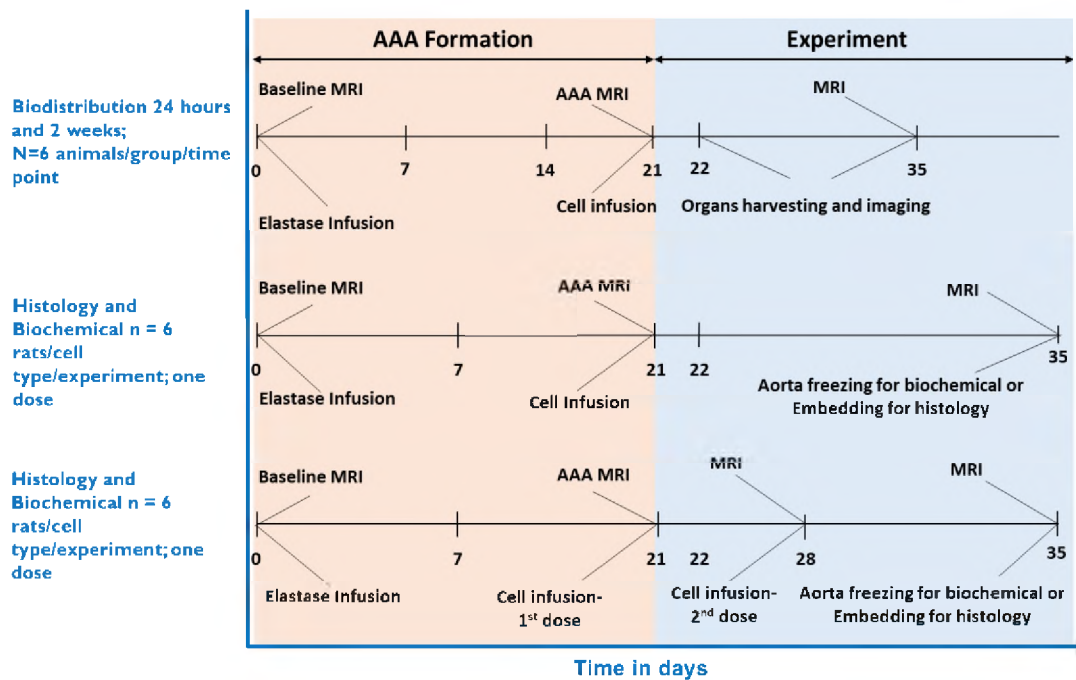 AAA Formation
Experiment
Biodistribution 24 hours
and 2 weeks;
N=6 animals/group/time
point
Baseline MRI
AAA MRI
MRI
0
7
14
21
22
35
Elastase Infusion
Cell infusion
Organs harvesting and imaging
Histology and
Biochemical n = 6
rats/cell
type/experiment; one
dose
Baseline MRI
AAA MRI
MRI
0
7
21
22
35
Elastase Infusion
Cell Infusion
Aorta freezing for biochemical or
Embedding for histology
Histology and
Biochemical n = 6
rats/cell
type/experiment; one
dose
Baseline MRI
AAA MRI
MRI
MRI
0
7
21
22
28
35
Elastase Infusion
Cell infusion-
1st dose
Cell infusion-
2nd dose
Aorta freezing for biochemical or
Embedding for histology
Time in days